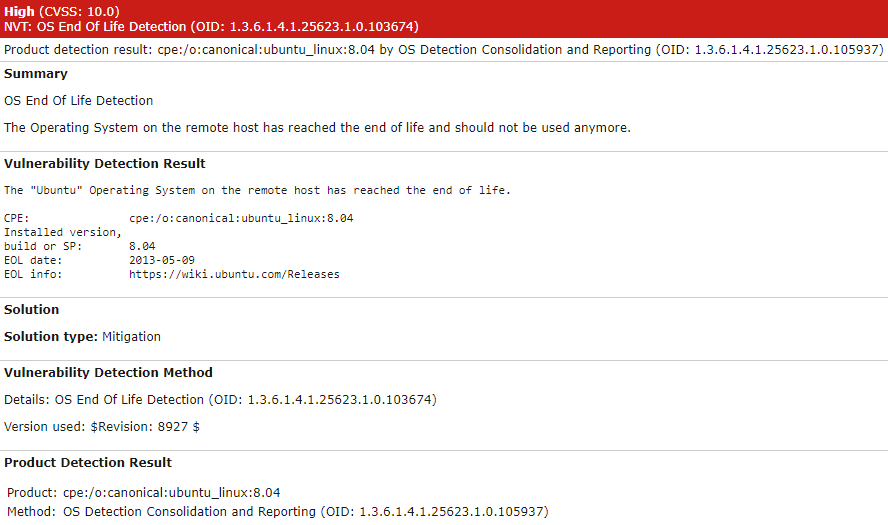 High (CVSS: 10.0)
NVT: OS End Of Life Detection (OID: 1.3.6.1.4.1.25623.1.0.103674)
Product detection result: cpe:/o:canonical:ubuntu_linux:8.04 by OS Detection Consolidation and Reporting (OID: 1.3.6.1.4.1.25623.1.0.105937)
Summary
OS End Of Life Detection
The Operating System on the remote host has reached the end of life and should not be used anymore.
Vulnerability Detection Result
The "Ubuntu" Operating System on the remote host has reached the end of life.
CPE: cpe:/o:canonical:ubuntu_linux:8.04
Installed version,
build or SP: 8.04
EOL date: 2013-05-09
EOL info: https://wiki.ubuntu.com/Releases
Solution
Solution type: Mitigation
Vulnerability Detection Method
Details: OS End Of Life Detection (OID: 1.3.6.1.4.1.25623.1.0.103674)
Version used: $Revision: 8927 $
Product Detection Result
Product: cpe:/o:canonical:ubuntu_linux:8.04
Method: OS Detection Consolidation and Reporting (OID: 1.3.6.1.4.1.25623.1.0.105937)